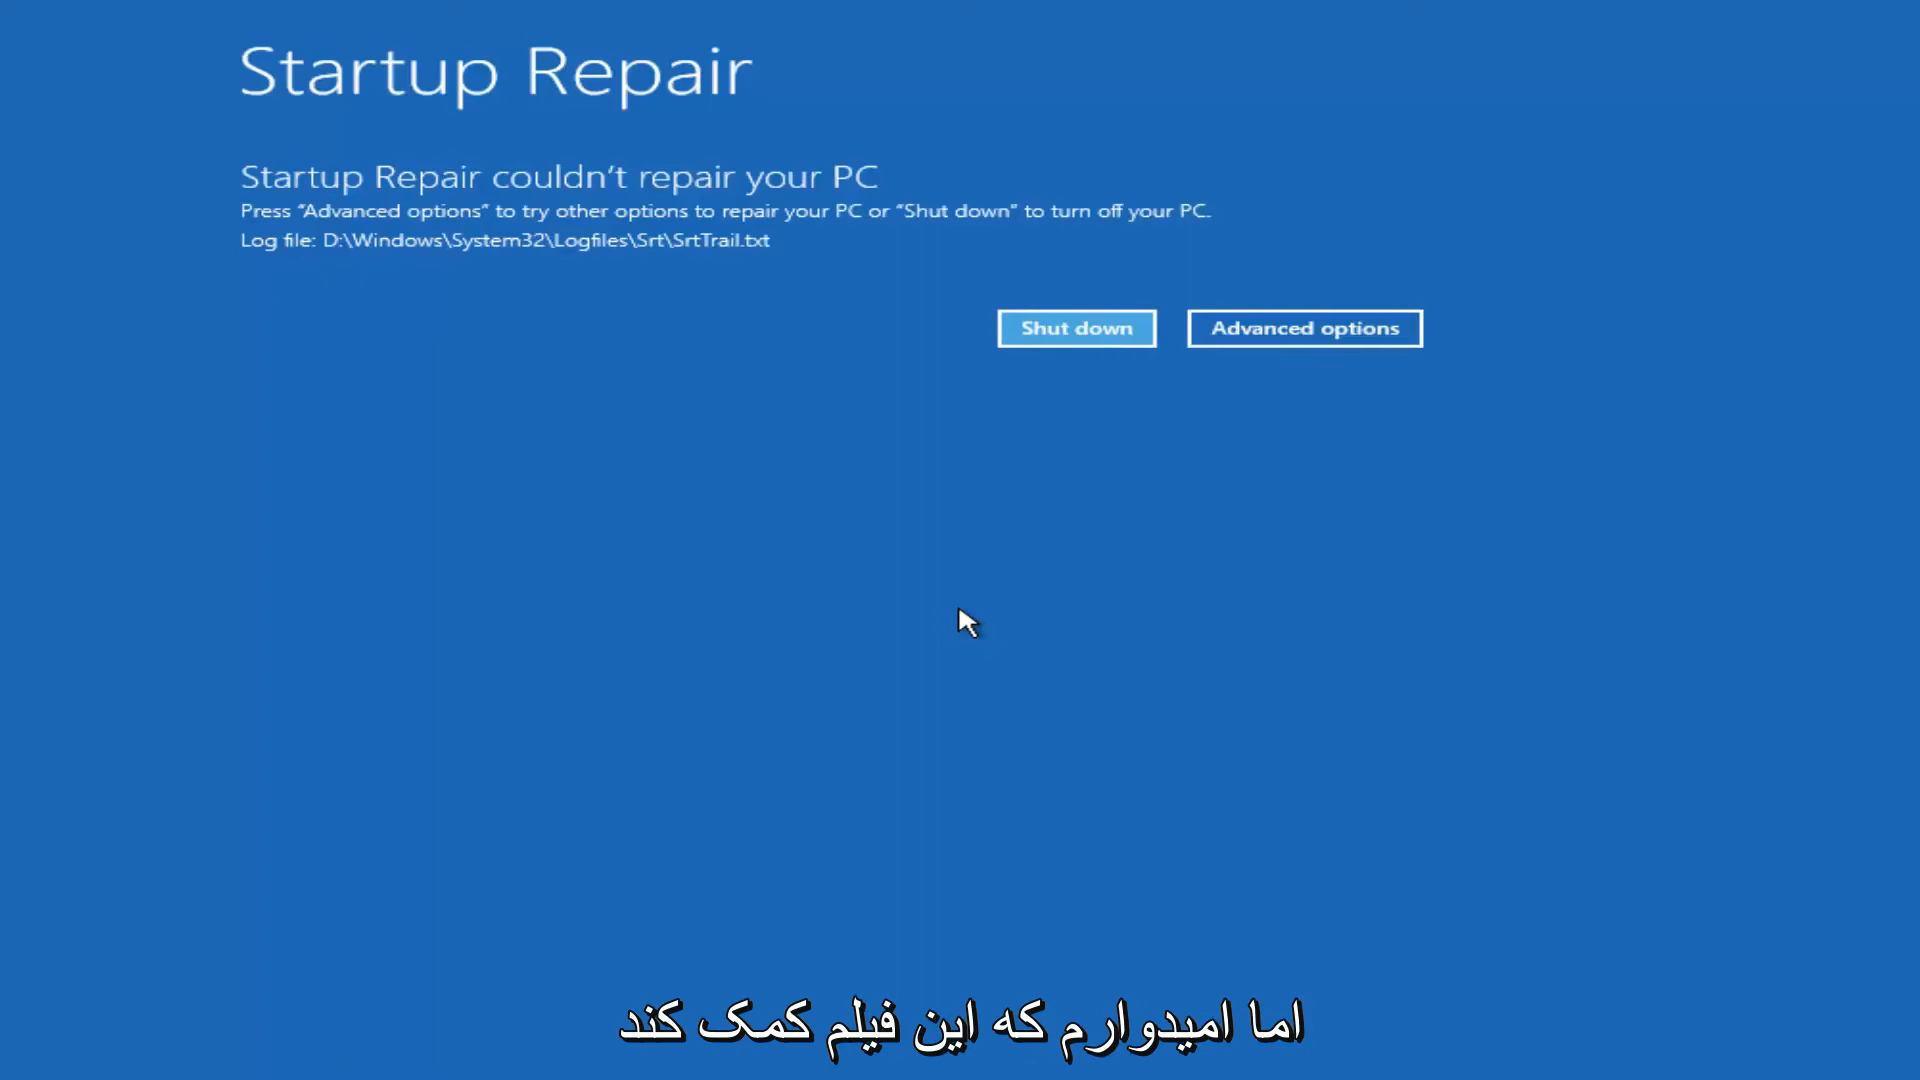 Startup Repair
Startup Repair couldn't repair your PC
Press “Advanced options” to try other options to repair your PC or “Shut down” to turn off your PC.
Log file: D:\Windows\System32\Logfiles\Srt\SrtTrail.txt
Shut down
Advanced options
اما امیدوارم که این فیلم کمک کند